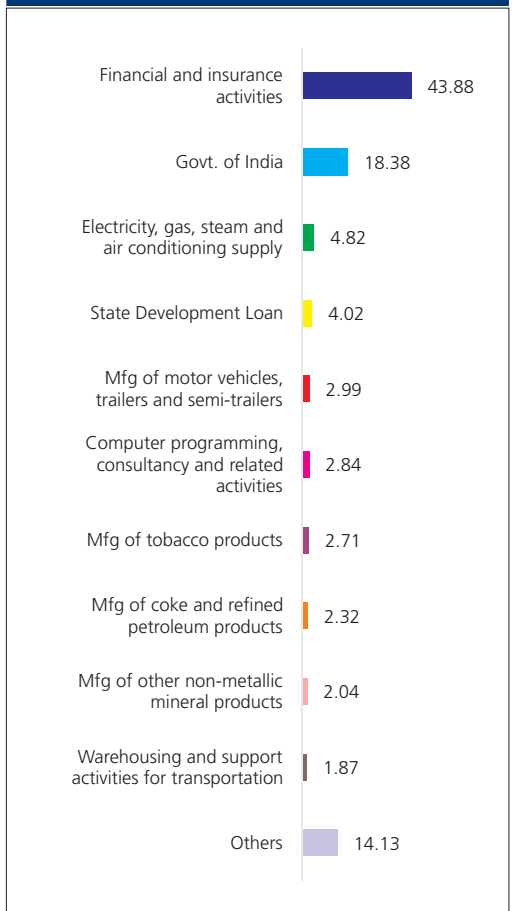 Financial and insurance
activities
43.88
Govt. of India
18.38
Electricity, gas, steam and
air conditioning supply
4.82
State Development Loan
4.02
Mfg of motor vehicles,
trailers and semi-trailers
2.99
Computer programming,
consultancy and related
activities
2.84
Mfg of tobacco products
2.71
Mfg of coke and refined
petroleum products
2.32
Mfg of other non-metallic
mineral products
2.04
Warehousing and support
activities for transportation
1.87
Others
14.13